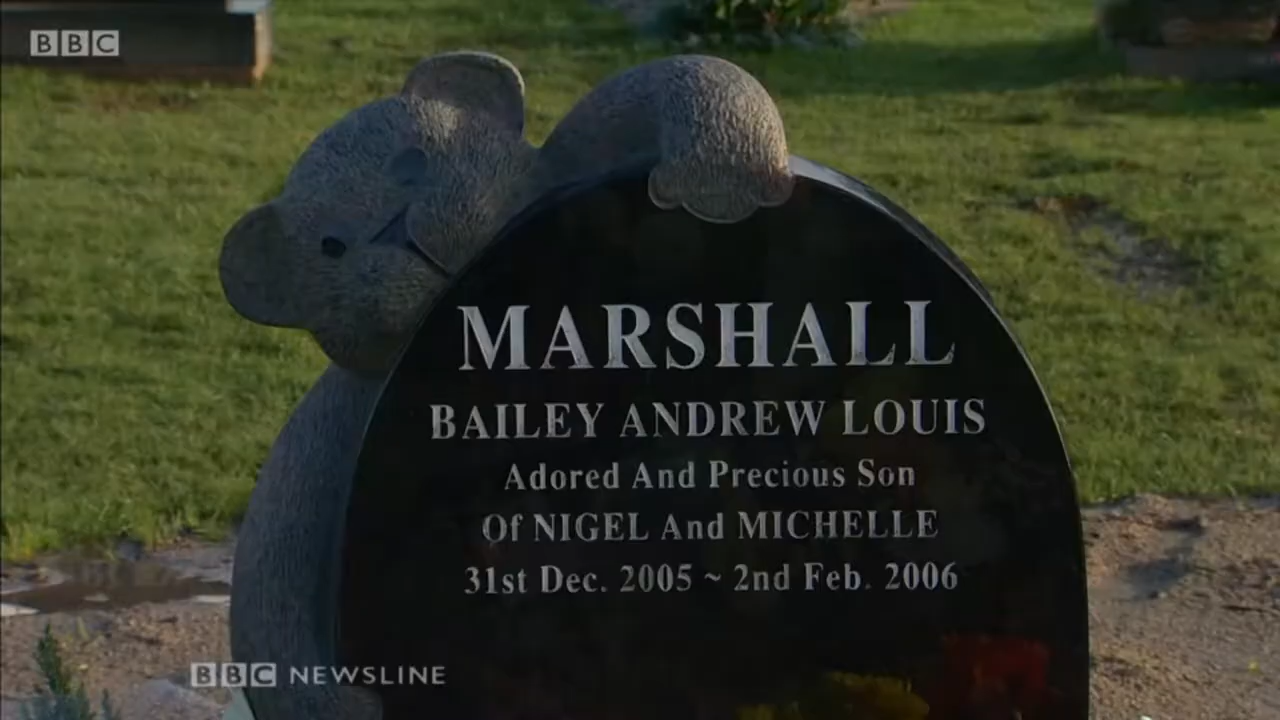 BBC
MARSHALL
BAILEY ANDREW LOUIS
Adored And Precious Son
Of NIGEL And MICHELLE
31st Dec. 2005 ~ 2nd Feb. 2006
BBC NEWSLINE